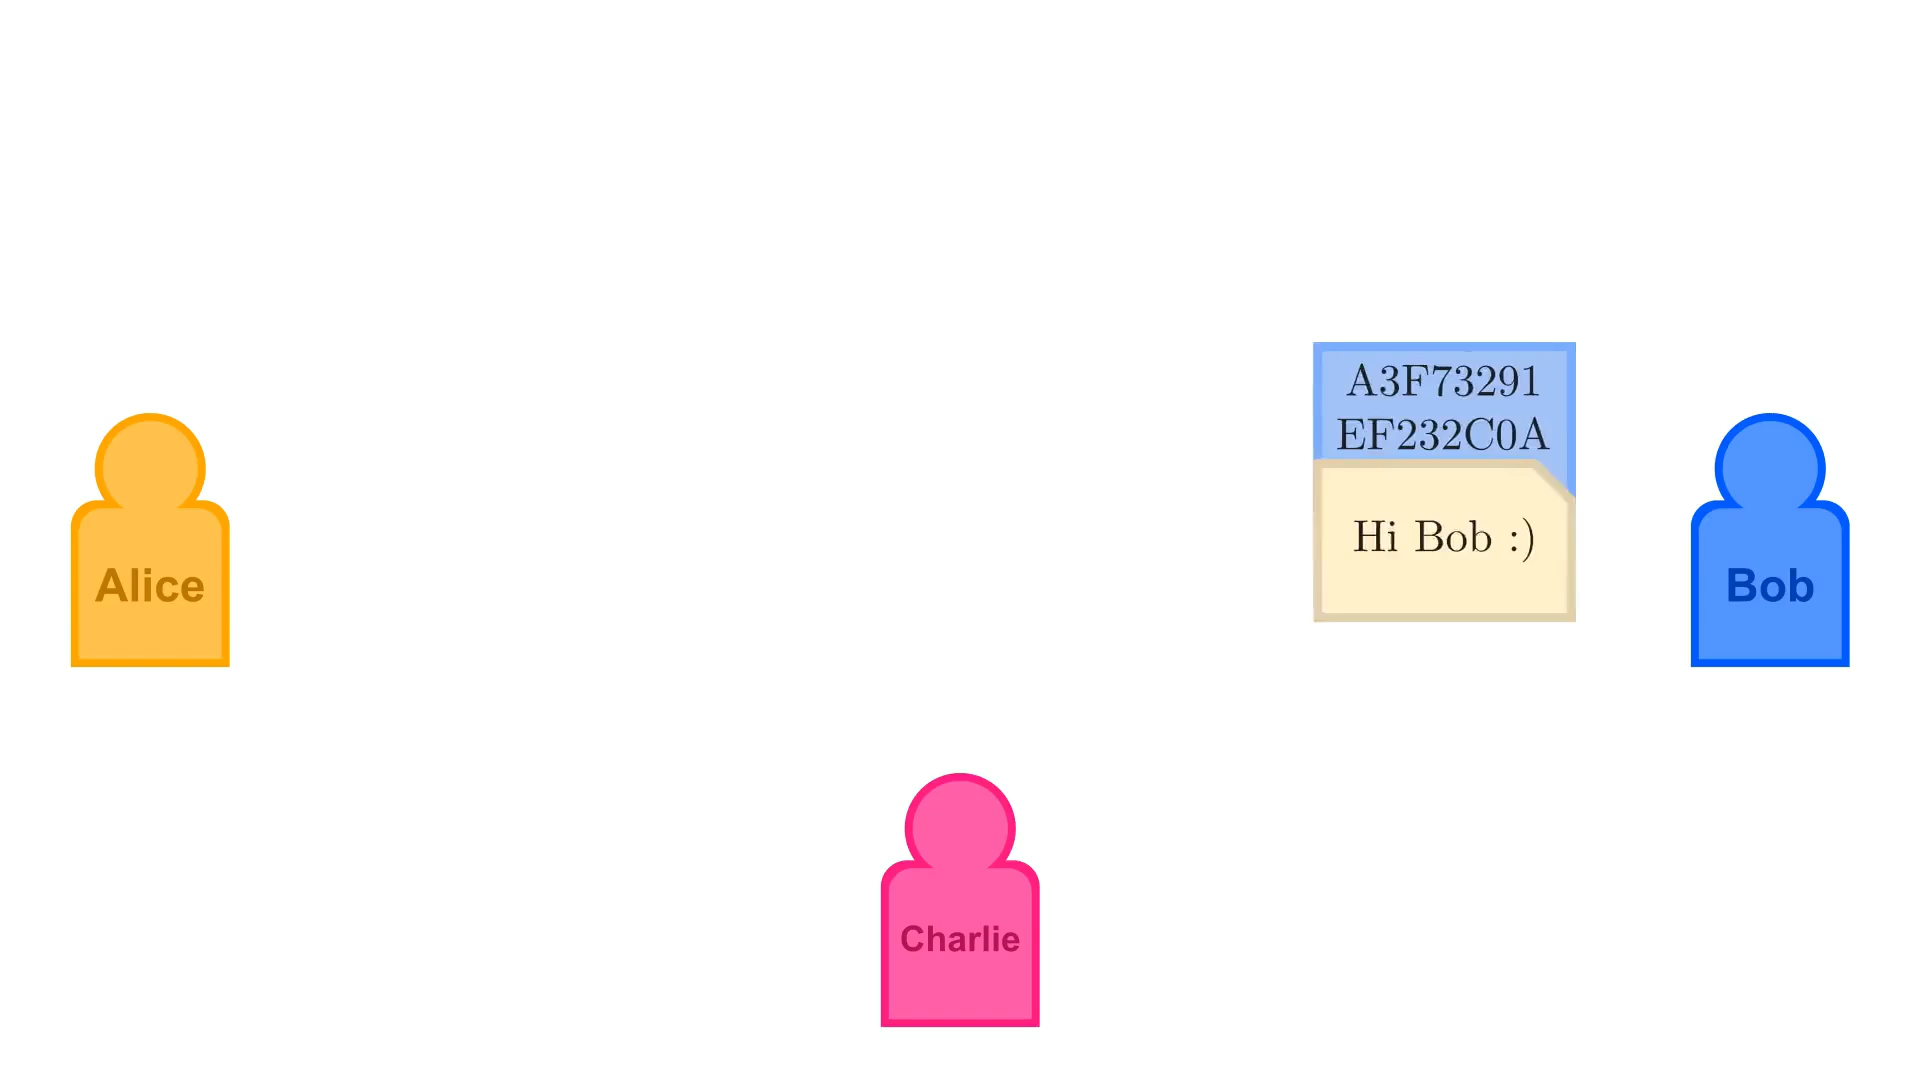 A3F73291
EF232C0A
Hi Bob :)
Alice
Bob
Charlie